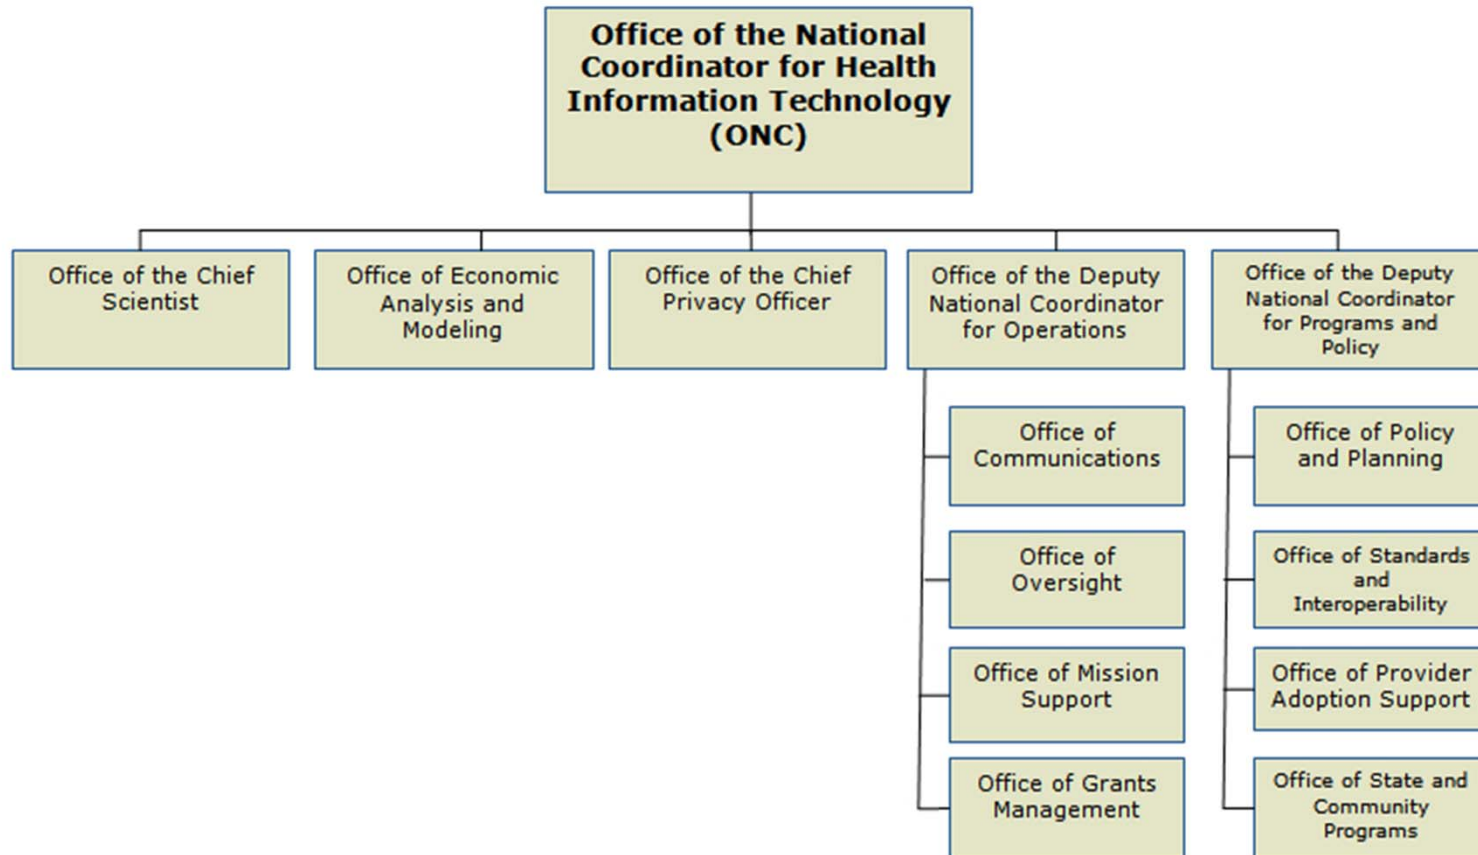 Office of the National
Coordinator for Health
Information Technology
(ONC)
Office of the Chief
Scientist
Office of Economic
Analysis and
Modeling
Office of the Chief
Privacy Officer
Office of the Deputy
National Coordinator
for Operations
Office of the Deputy
National Coordinator
for Programs and
Policy
Office of
Communications
Office of
Oversight
Office of Mission
Support
Office of Grants
Management
Office of Policy
and Planning
Office of Standards
and
Interoperability
Office of Provider
Adoption Support
Office of State and
Community
Programs